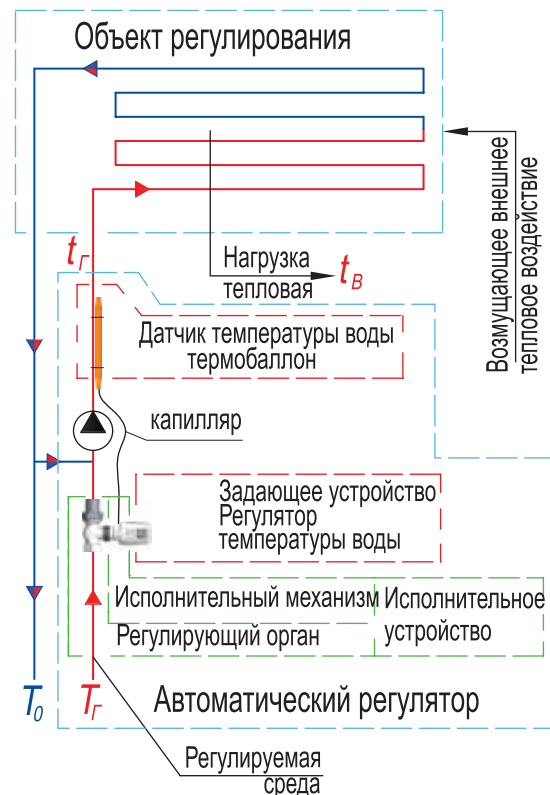 Объект регулирования
tГ
Нагрузка
тепловая
tВ
Возмущающее внешнее
тепловое воздействие
Датчик температуры воды
термобаллон
капилляр
Задающее устройство
Регулятор
температуры воды
Исполнительный механизм
Регулирующий орган
Исполнительное
устройство
T0
TГ
Автоматический регулятор
Регулируемая
среда